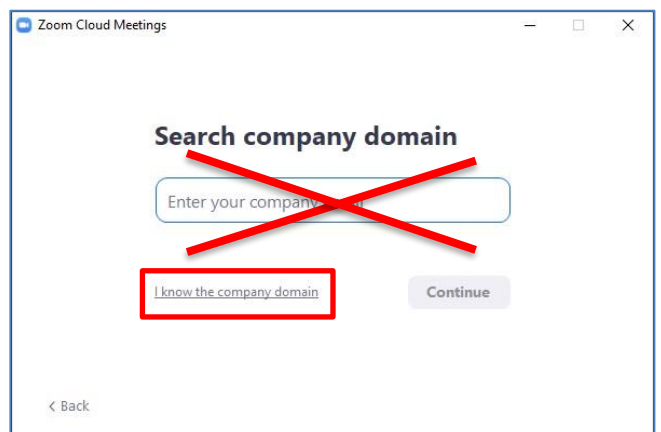 Zoom Cloud Meetings
Search company domain
Enter your company
I know the company domain
Continue
< Back